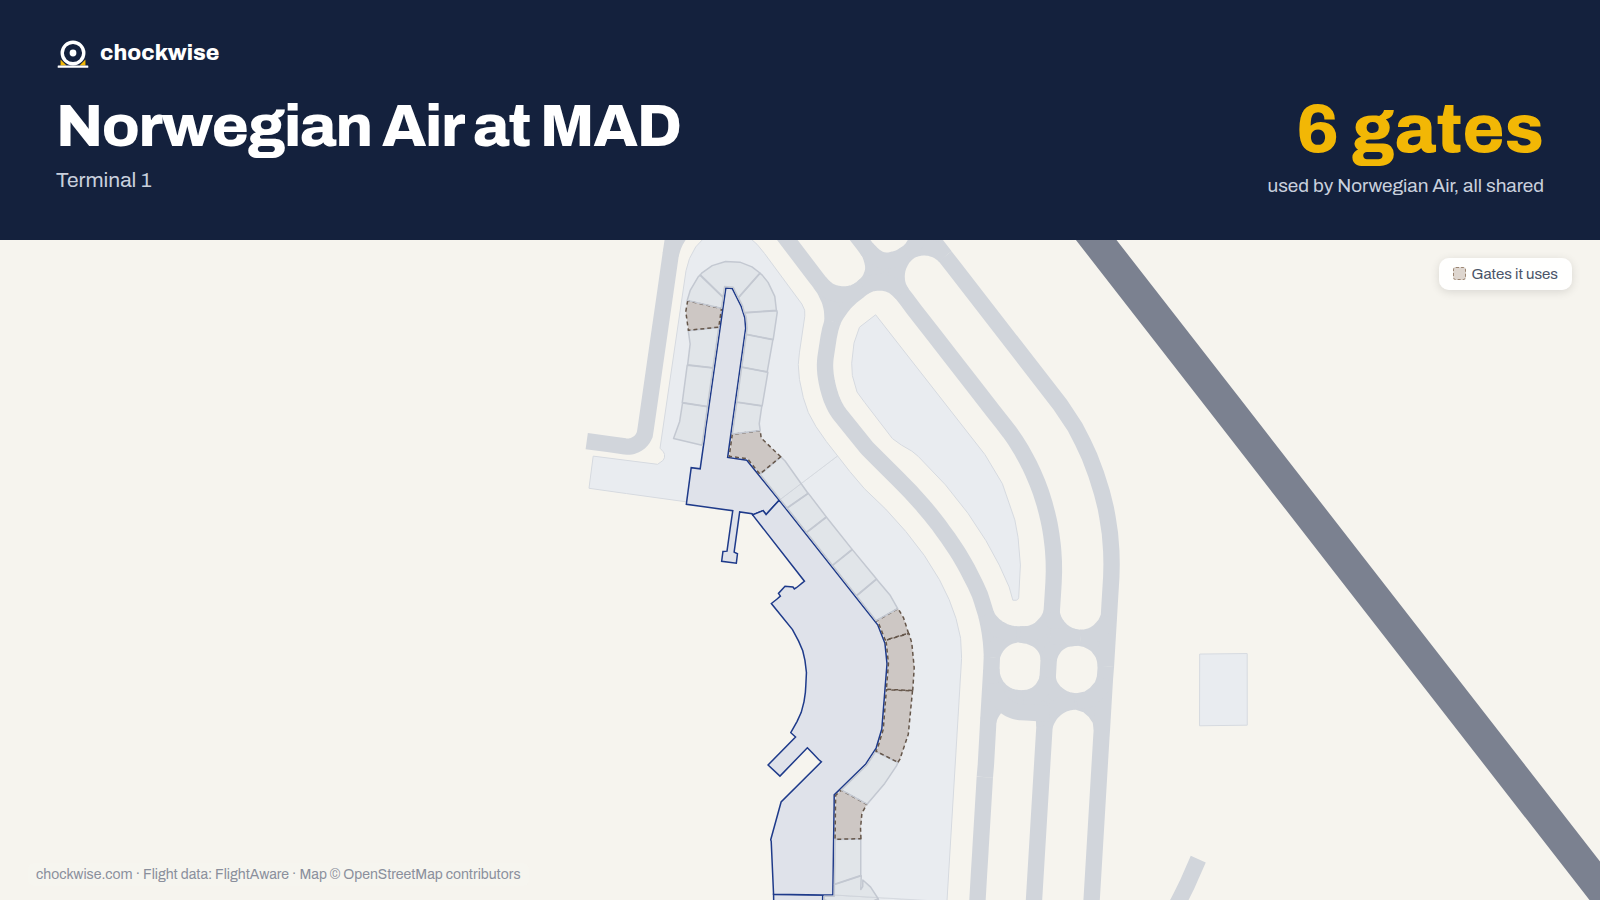 chockwise
Norwegian Air at MAD
Terminal 1
6 gates
used by Norwegian Air, all shared
Gates it uses
chockwise.com · Flight data: FlightAware · Map © OpenStreetMap contributors